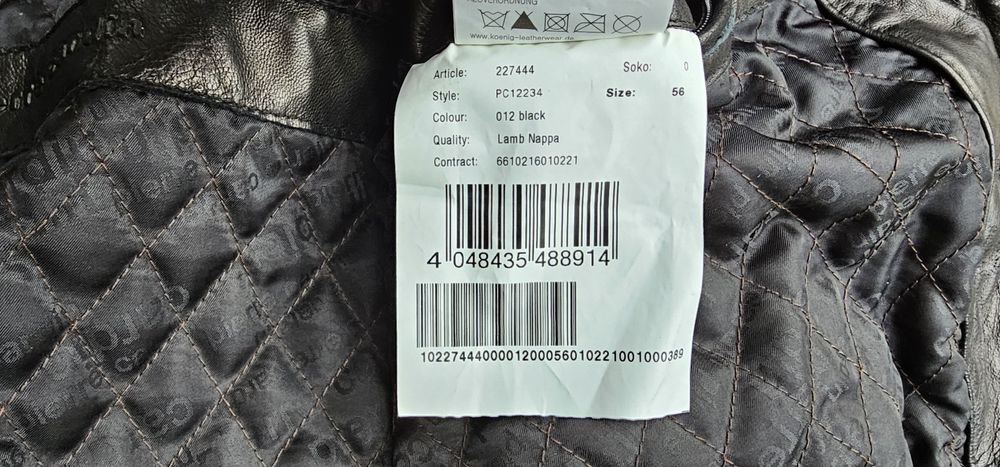 www.koenig-leatherwear.de
Article: 227444 Soko: 0
Style: PC12234 Size: 56
Colour: 012 black
Quality: Lamb Nappa
Contract: 6610216010221
4 048435 488914
1022744400001200056010221001000389